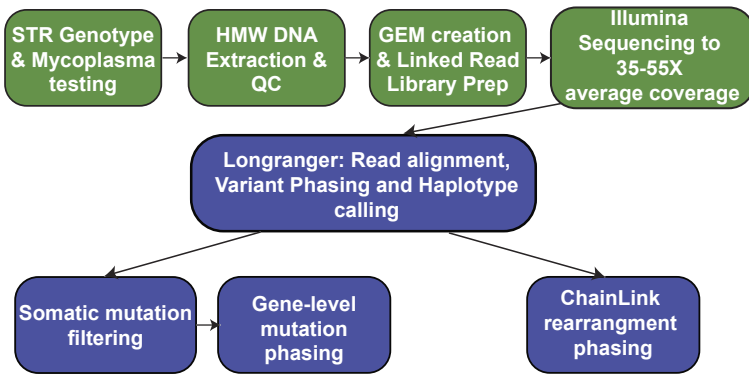 STR Genotype
& Mycoplasma
testing
HMW DNA
Extraction &
QC
GEM creation
& Linked Read
Library Prep
Illumina
Sequencing to
35-55X
average coverage
Longranger: Read alignment,
Variant Phasing and Haplotype
calling
Somatic mutation
filtering
Gene-level
mutation
phasing
ChainLink
rearrangment
phasing